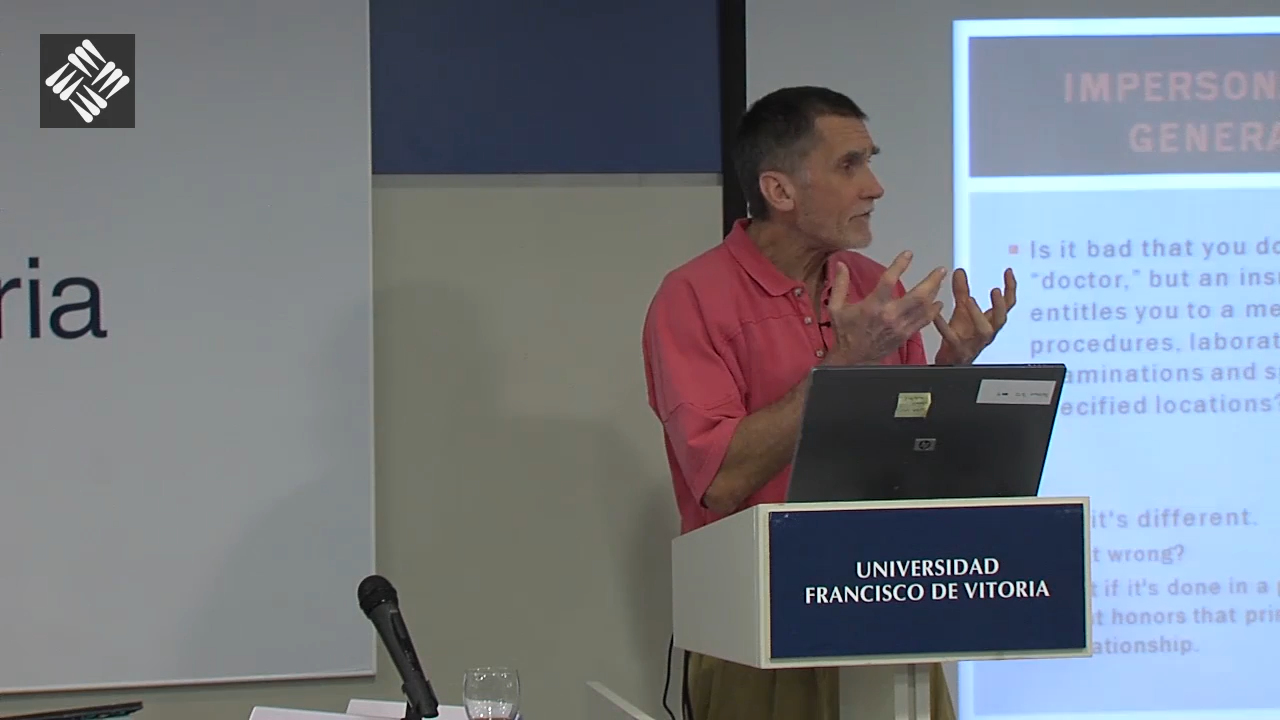 ria
IMPERSON
GENERA
Is it bad that you do
“doctor,” but an insu
entitles you to a me
procedures, laborat
aminations and s
ecified locations?
it's different.
t wrong?
t if it's done in a
t honors that pri
ationship.
UNIVERSIDAD
FRANCISCO DE VITORIA
hp